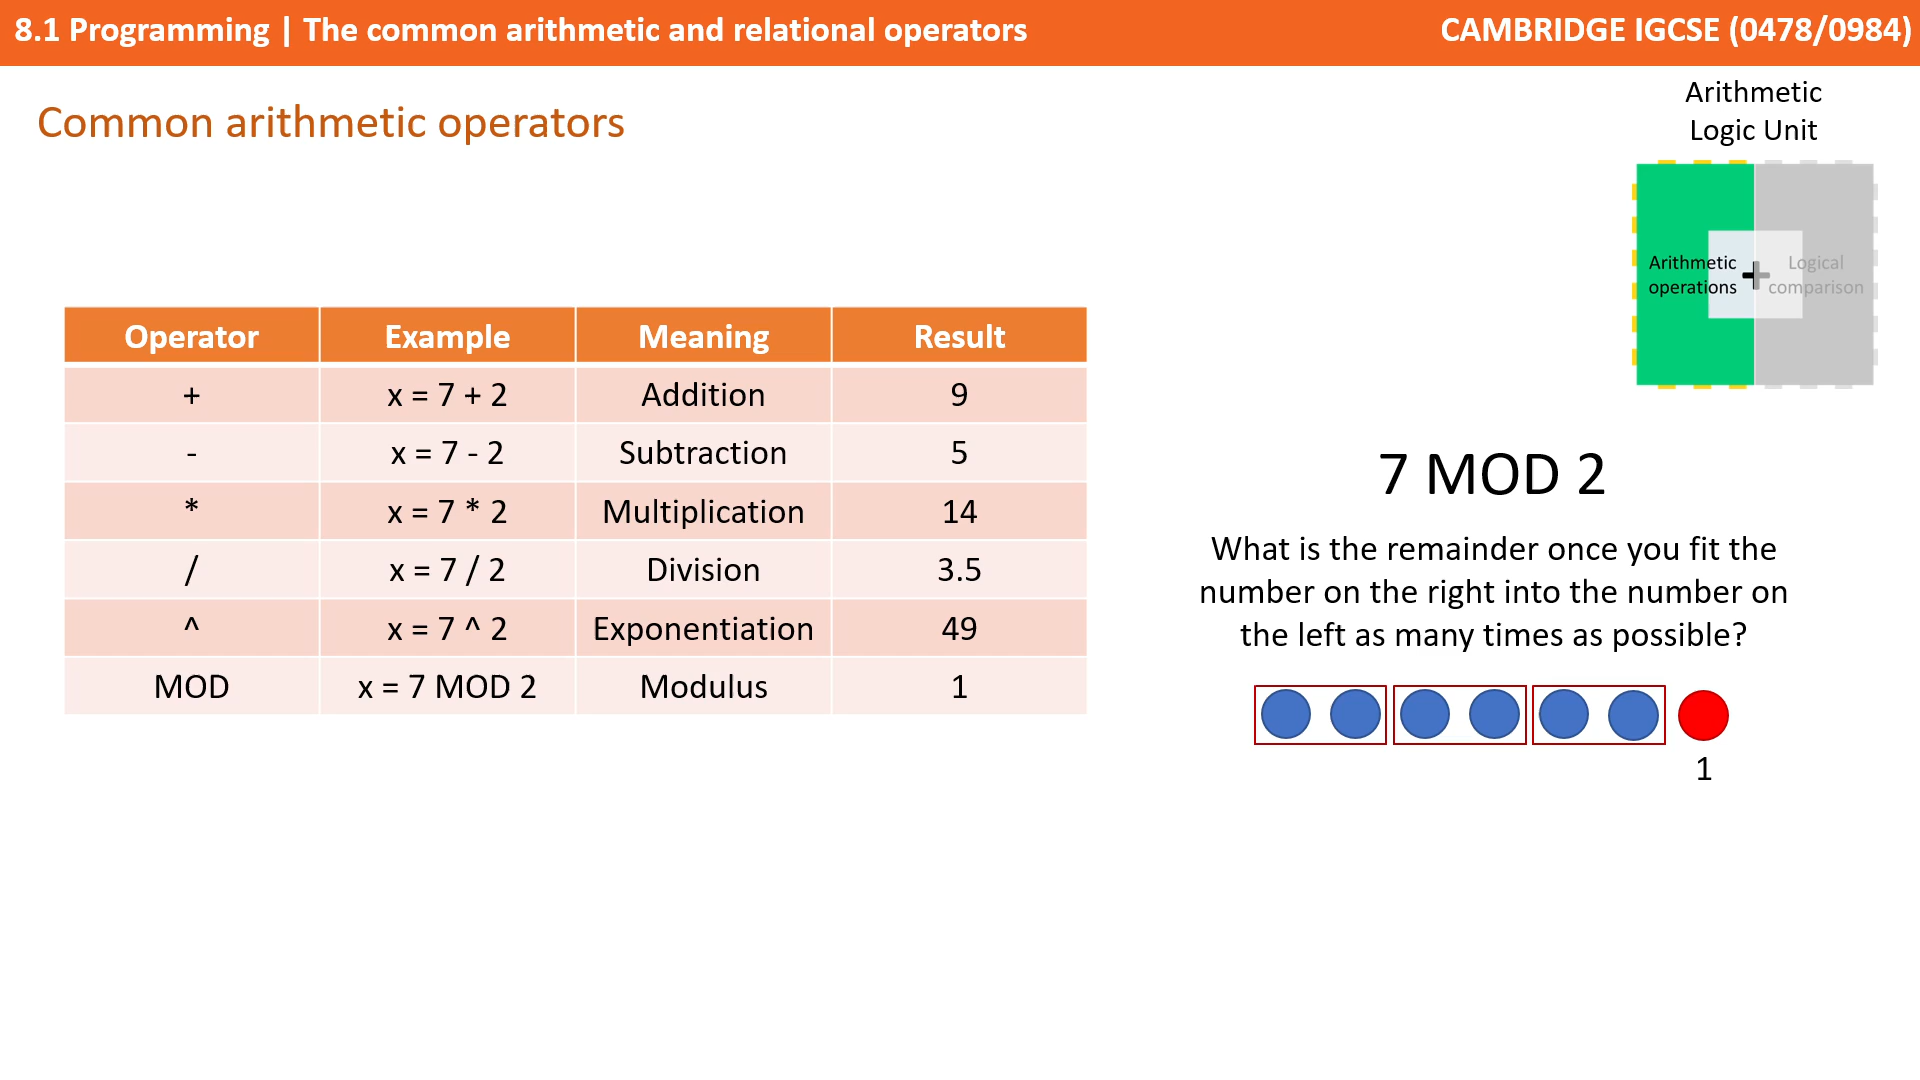 8.1 Programming | The common arithmetic and relational operators
CAMBRIDGE IGCSE (0478/0984)
Common arithmetic operators
Arithmetic
Logic Unit
Arithmetic
operations
+
Logical
comparison
Operator Example Meaning Result
+ x = 7 + 2 Addition 9
- x = 7 - 2 Subtraction 5
* x = 7 * 2 Multiplication 14
/ x = 7 / 2 Division 3.5
^ x = 7 ^ 2 Exponentiation 49
MOD x = 7 MOD 2 Modulus 1
7 MOD 2
What is the remainder once you fit the
number on the right into the number on
the left as many times as possible?
1